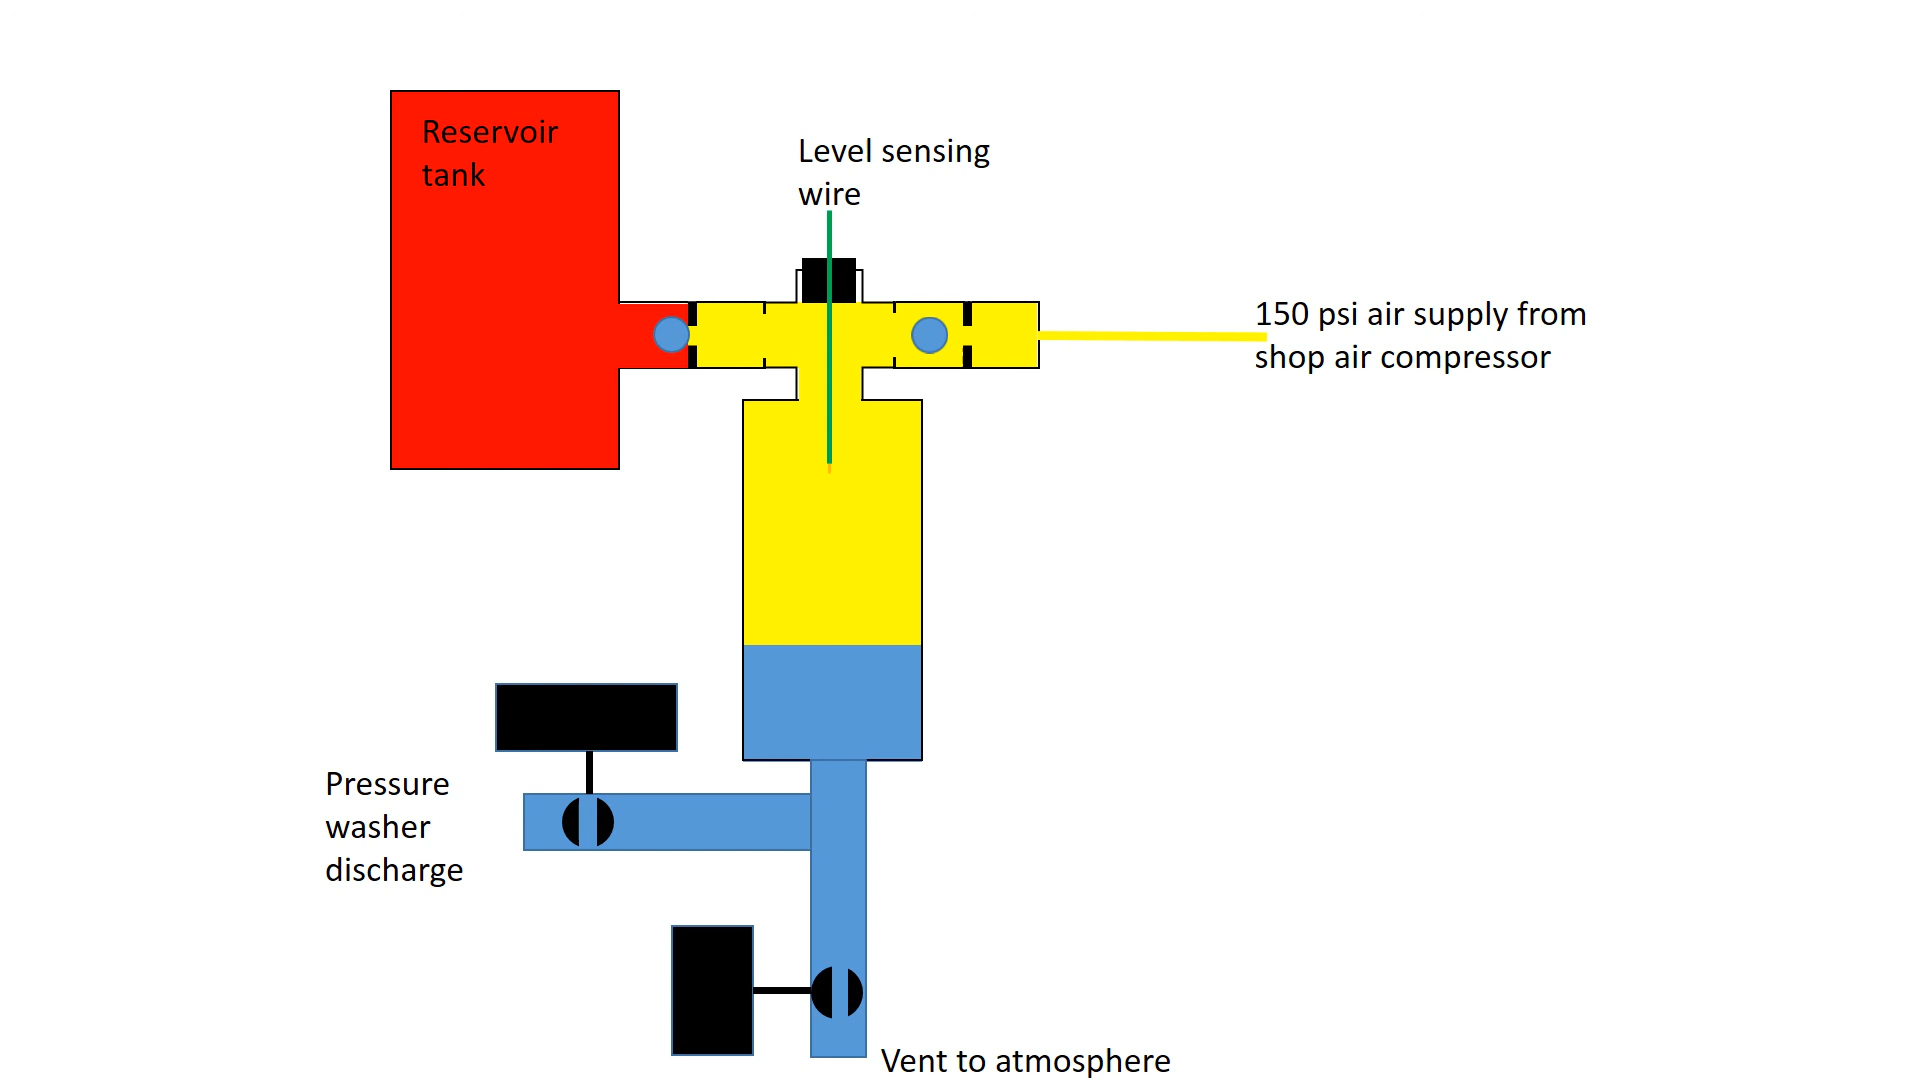 Reservoir
tank
Level sensing
wire
150 psi air supply from
shop air compressor
Pressure
washer
discharge
Vent to atmosphere